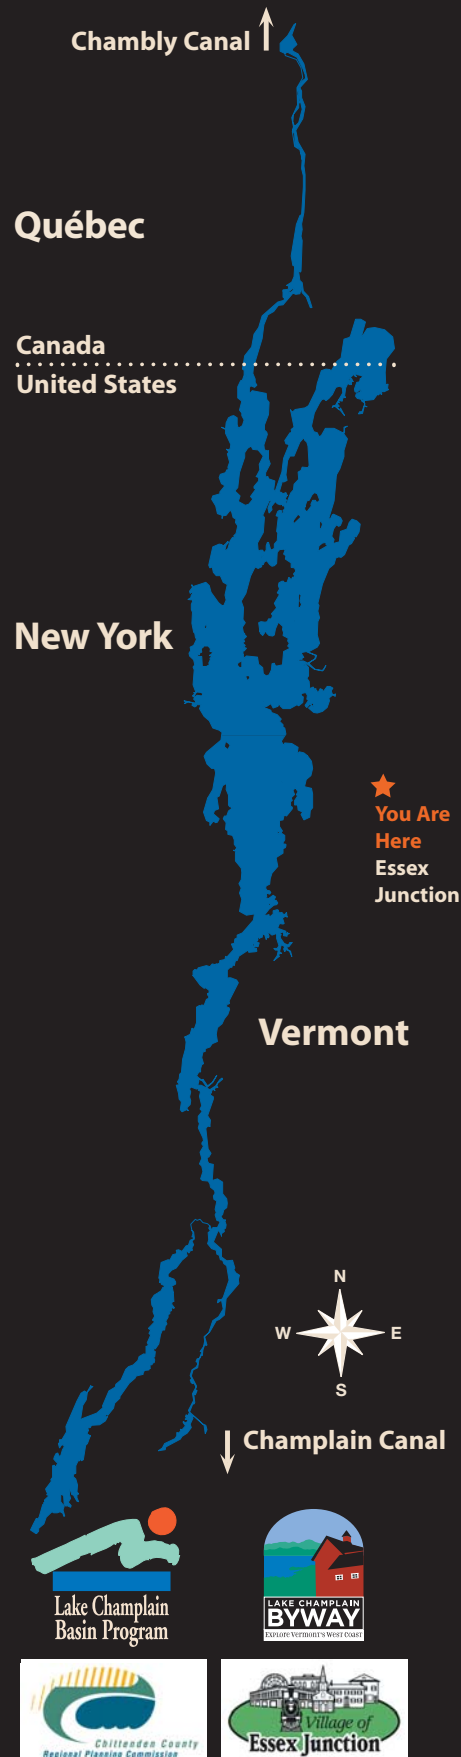 Chambly Canal
Québec
Canada
United States
New York
You Are
Here
Essex
Junction
Vermont
N
W
E
S
Champlain Canal
Lake Champlain
Basin Program
LAKE CHAMPLAIN
BYWAY
EXPLORE VERMONT'S WEST COAST
Chittenden County
Regional Planning Commission
Village of
Essex Junction